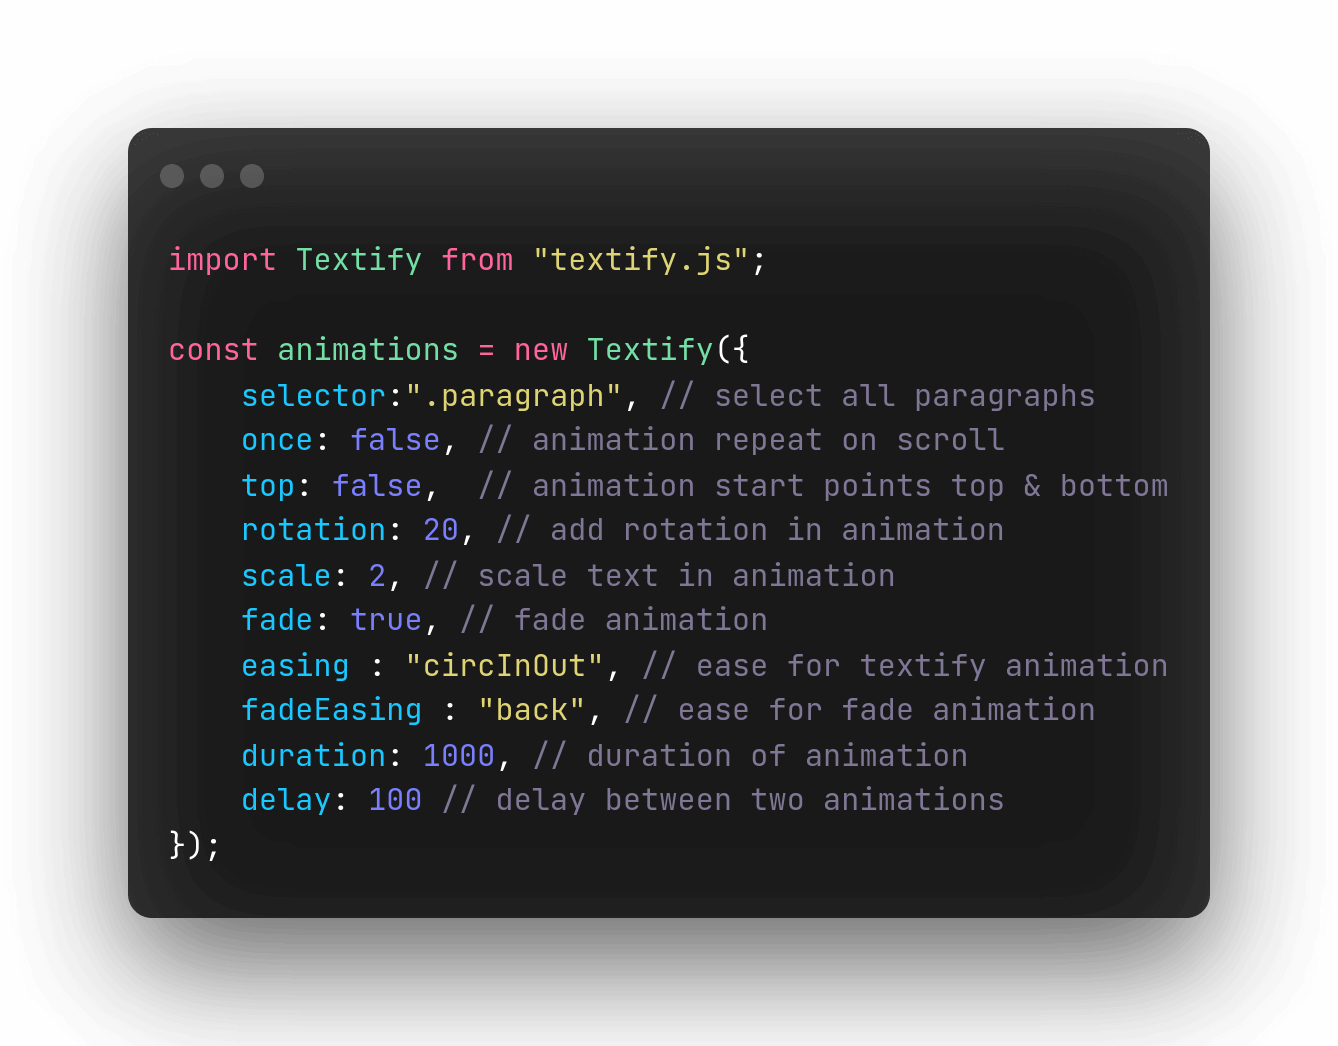 import Textify from "textify.js";
const animations = new Textify({
selector:".paragraph", // select all paragraphs
once: false, // animation repeat on scroll
top: false,  // animation start points top & bottom
rotation: 20, // add rotation in animation
scale: 2, // scale text in animation
fade: true, // fade animation
easing : "circInOut", // ease for textify animation
fadeEasing : "back", // ease for fade animation
duration: 1000, // duration of animation
delay: 100 // delay between two animations
});